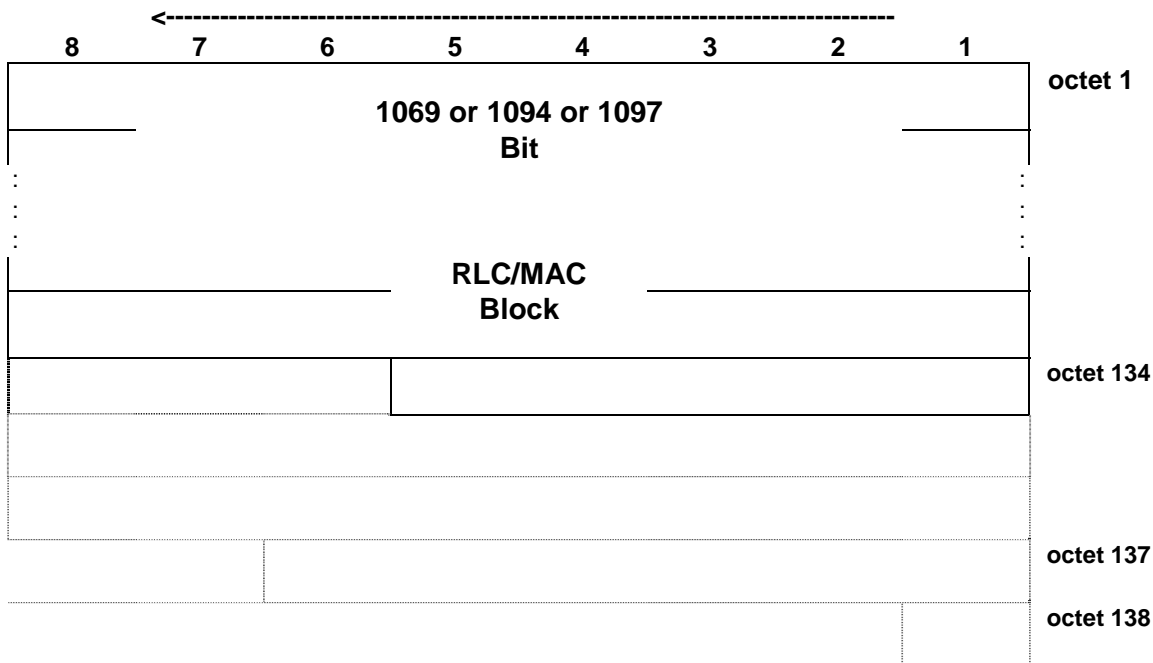 <---------------------------------------------------------------------------------
8 7 6 5 4 3 2 1
octet 1
1069 or 1094 or 1097
Bit
: :
: :
: :
RLC/MAC
Block
octet 134
octet 137
octet 138